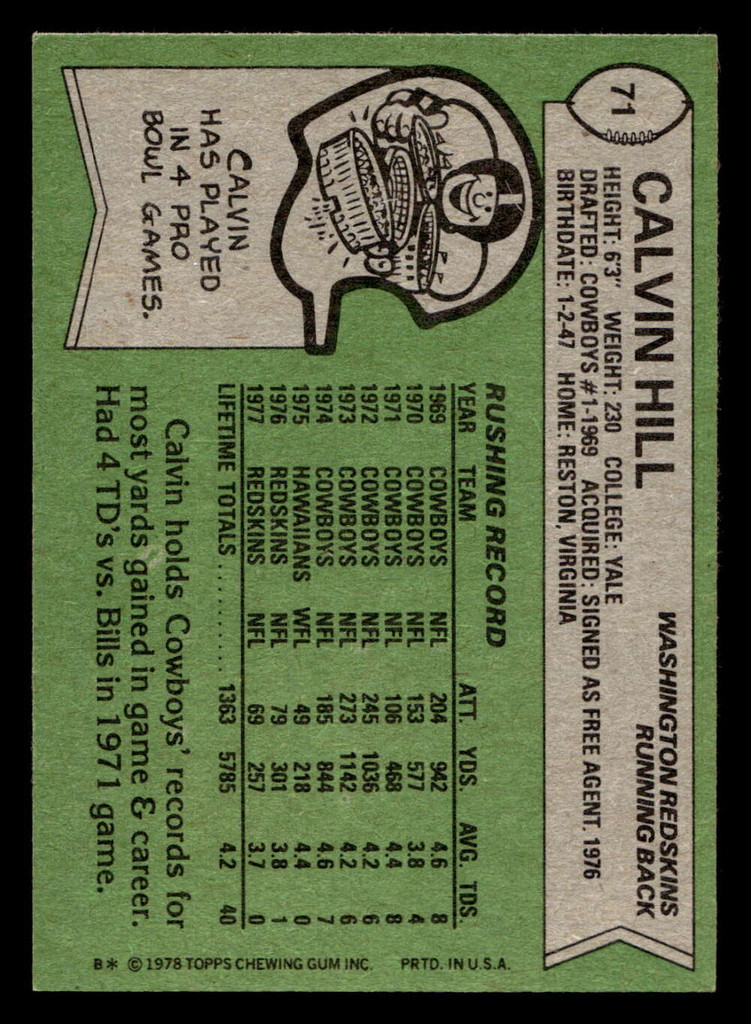 71
CALVIN HILL
WASHINGTON REDSKINS
RUNNING BACK
HEIGHT: 6'3" WEIGHT: 230 COLLEGE: YALE
DRAFTED: COWBOYS #1-1969 ACQUIRED: SIGNED AS FREE AGENT, 1976
BIRTHDATE: 1-2-47 HOME: RESTON, VIRGINIA
CALVIN
HAS PLAYED
IN 4 PRO
BOWL GAMES.
RUSHING RECORD
YEAR TEAM ATT. YDS. AVG. TDS.
1969 COWBOYS NFL 204 942 4.6 8
1970 COWBOYS NFL 153 577 3.8 4
1971 COWBOYS NFL 106 468 4.4 8
1972 COWBOYS NFL 245 1036 4.2 6
1973 COWBOYS NFL 273 1142 4.2 6
1974 COWBOYS NFL 185 844 4.6 7
1975 HAWAIIANS WFL 49 218 4.4 0
1976 REDSKINS NFL 79 301 3.8 1
1977 REDSKINS NFL 69 257 3.7 0
LIFETIME TOTALS ........... 1363 5785 4.2 40
Calvin holds Cowboys' records for
most yards gained in game & career.
Had 4 TD's vs. Bills in 1971 game.
B* © 1978 TOPPS CHEWING GUM INC. PRTD. IN U.S.A.